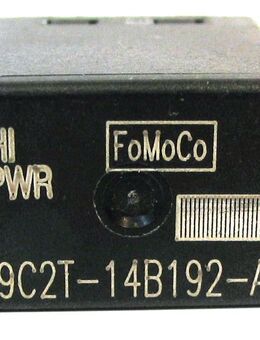 HI
FoMoCo
PWR
9C2T-14B192-A